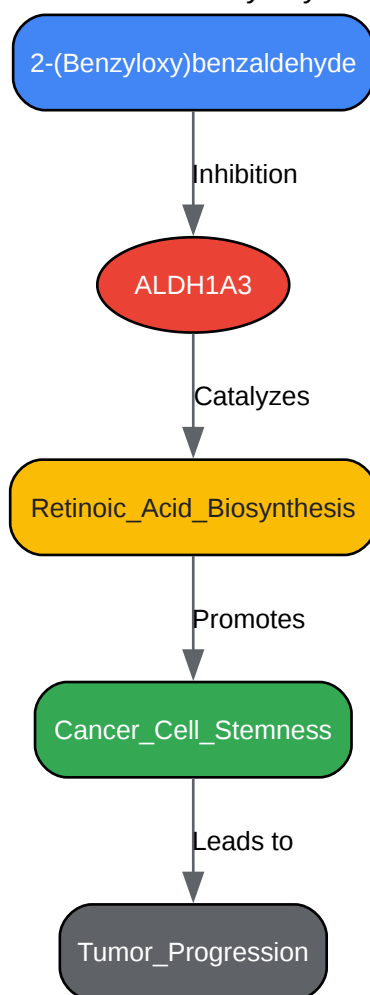 2-(Benzyloxy)benzaldehyde
Inhibition
ALDH1A3
Catalyzes
Retinoic_Acid_Biosynthesis
Promotes
Cancer_Cell_Stemness
Leads to
Tumor_Progression